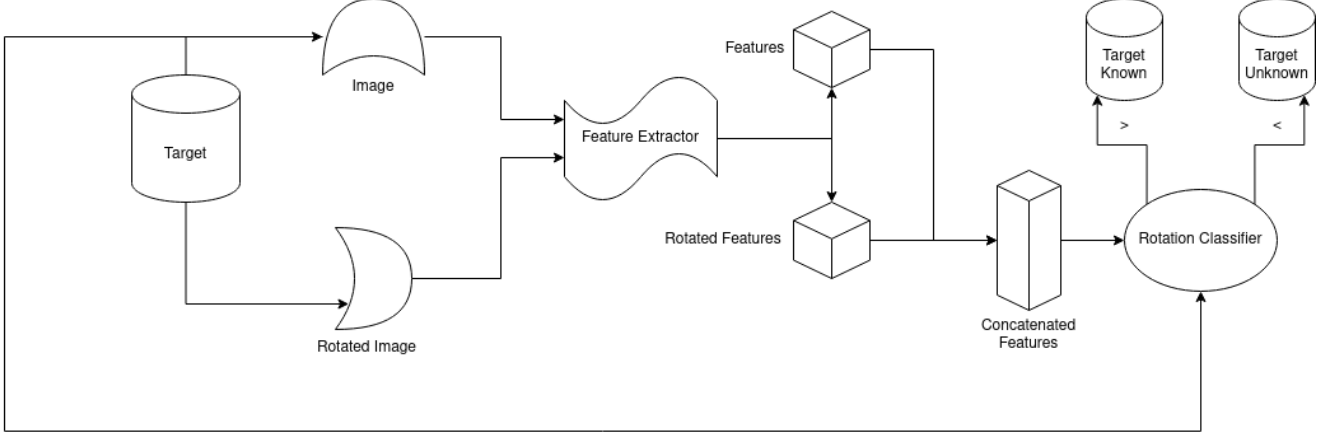 Image
Target
Rotated Image
Feature Extractor
Features
Rotated Features
Concatenated
Features
Rotation Classifier
>
<
Target
Known
Target
Unknown